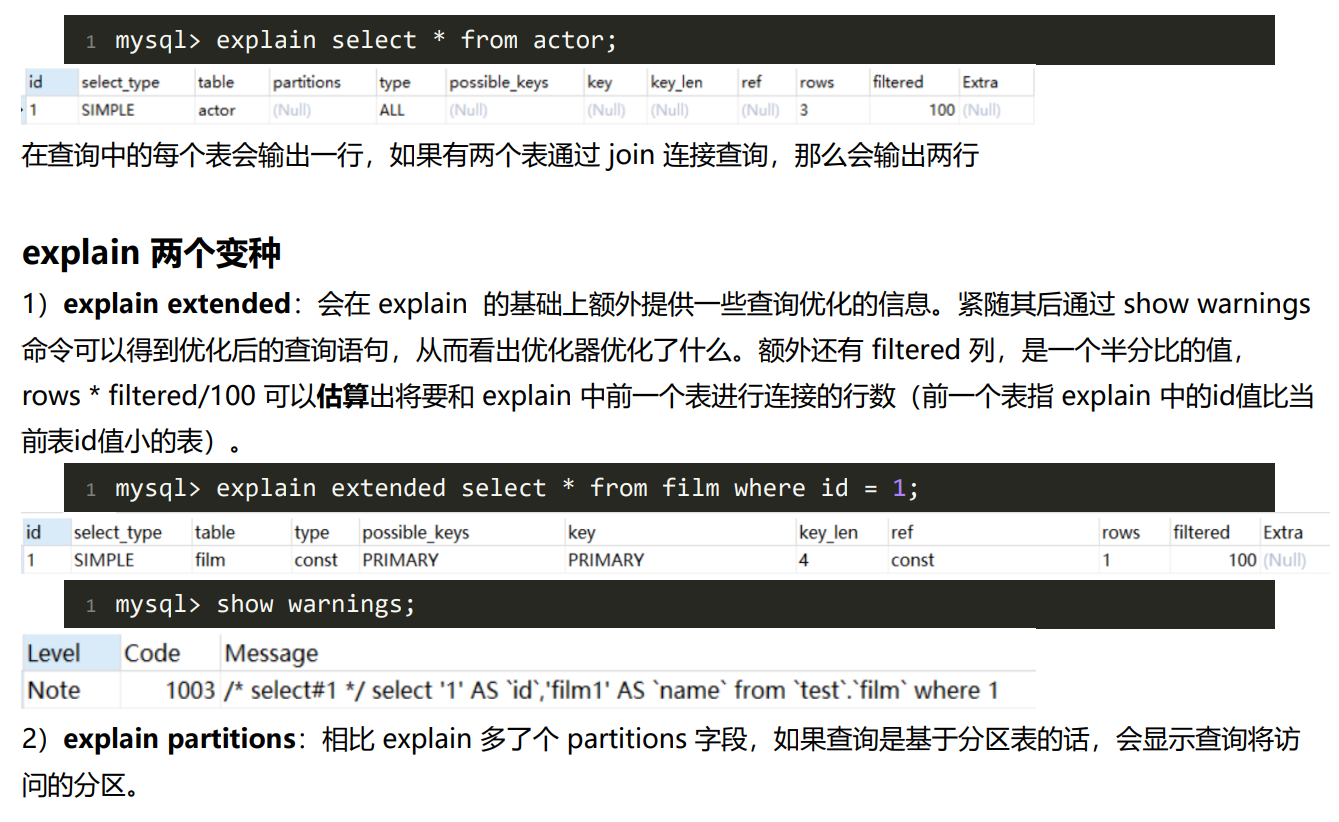 1 mysql> explain select * from actor;
id select_type table partitions type possible_keys key key_len ref rows filtered Extra
1 SIMPLE actor (Null) ALL (Null) (Null) (Null) (Null) 3 100 (Null)
在查询中的每个表会输出一行，如果有两个表通过 join 连接查询，那么会输出两行
explain 两个变种
1）explain extended：会在 explain 的基础上额外提供一些查询优化的信息。紧随其后通过 show warnings
命令可以得到优化后的查询语句，从而看出优化器优化了什么。额外还有 filtered 列，是一个半分比的值，
rows * filtered/100 可以估算出将要和 explain 中前一个表进行连接的行数（前一个表指 explain 中的id值比当
前表id值小的表）。
1 mysql> explain extended select * from film where id = 1;
id select_type table type possible_keys key key_len ref rows filtered Extra
1 SIMPLE film const PRIMARY PRIMARY 4 const 1 100 (Null)
1 mysql> show warnings;
Level Code Message
Note 1003 /* select#1 */ select '1' AS `id`,'film1' AS `name` from `test`.`film` where 1
2）explain partitions：相比 explain 多了个 partitions 字段，如果查询是基于分区表的话，会显示查询将访
问的分区。